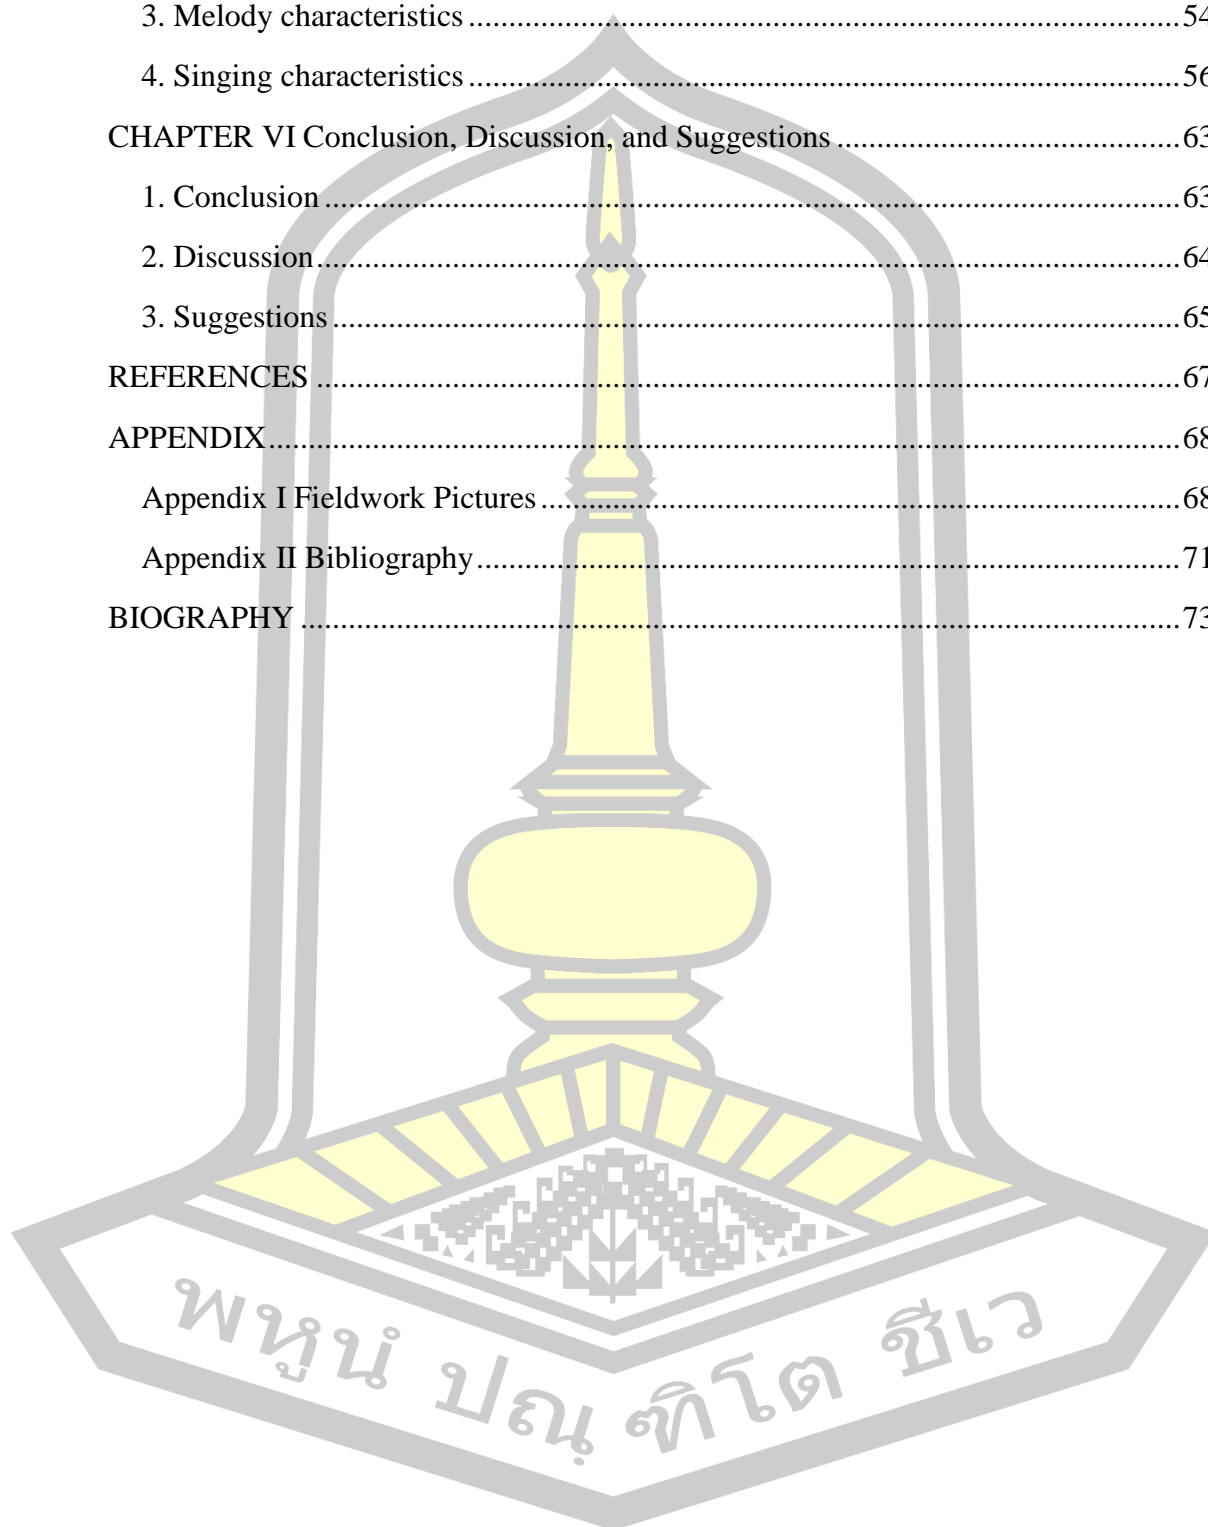 3. Melody characteristics ........................................................................................ 54
4. Singing characteristics ........................................................................................ 56
CHAPTER VI Conclusion, Discussion, and Suggestions ........................................... 63
1. Conclusion ........................................................................................................ 63
2. Discussion ......................................................................................................... 64
3. Suggestions ....................................................................................................... 65
REFERENCES ........................................................................................................ 67
APPENDIX ............................................................................................................. 68
Appendix I Fieldwork Pictures ............................................................................... 68
Appendix II Bibliography ....................................................................................... 71
BIOGRAPHY .......................................................................................................... 73
พหูนํ ปณฺฑิโต ชีเว